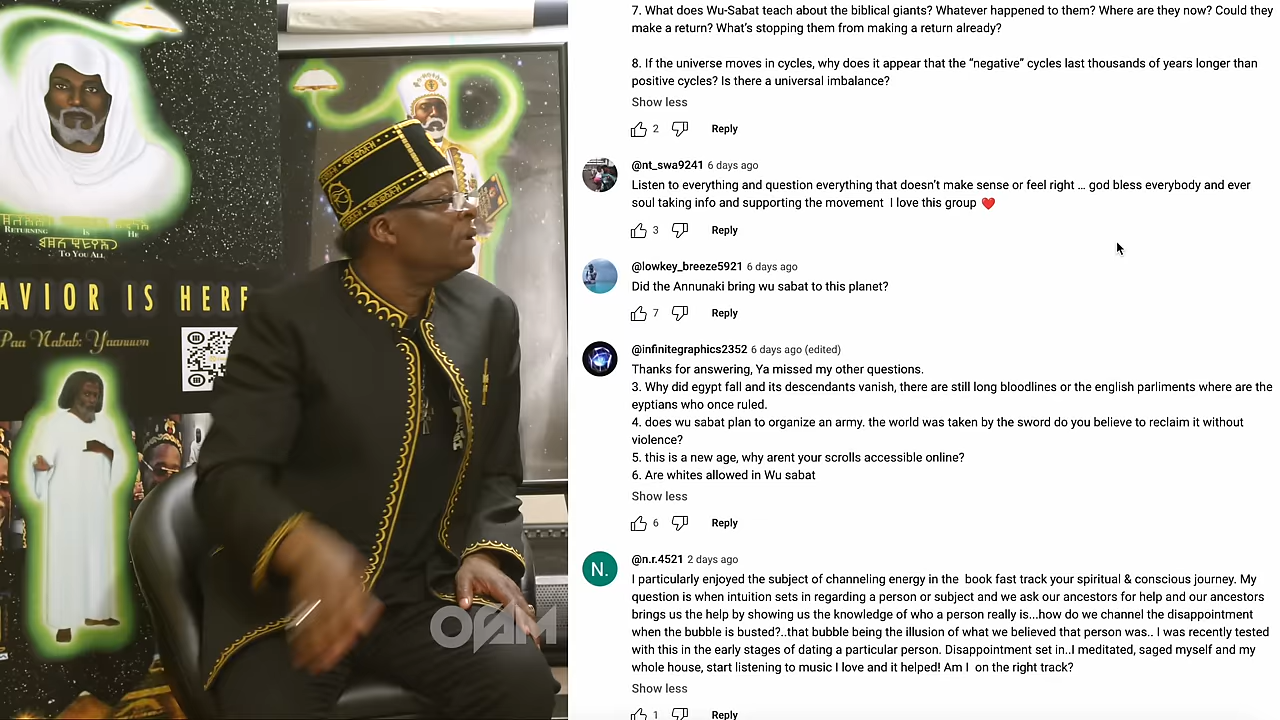 RETURNING IS HE
TO YOU ALL
AVIOR IS HERE
Paa Nabab: Yaanuwn
OAM
7. What does Wu-Sabat teach about the biblical giants? Whatever happened to them? Where are they now? Could they
make a return? What's stopping them from making a return already?
8. If the universe moves in cycles, why does it appear that the “negative” cycles last thousands of years longer than
positive cycles? Is there a universal imbalance?
Show less
2 Reply
@nt_swa9241 6 days ago
Listen to everything and question everything that doesn't make sense or feel right ... god bless everybody and ever
soul taking info and supporting the movement I love this group ❤️
3 Reply
@lowkey_breeze5921 6 days ago
Did the Annunaki bring wu sabat to this planet?
7 Reply
@infinitegraphics2352 6 days ago (edited)
Thanks for answering, Ya missed my other questions.
3. Why did egypt fall and its descendants vanish, there are still long bloodlines or the english parliments where are the
eyptians who once ruled.
4. does wu sabat plan to organize an army. the world was taken by the sword do you believe to reclaim it without
violence?
5. this is a new age, why arent your scrolls accessible online?
6. Are whites allowed in Wu sabat
Show less
6 Reply
N.
@n.r.4521 2 days ago
I particularly enjoyed the subject of channeling energy in the book fast track your spiritual & conscious journey. My
question is when intuition sets in regarding a person or subject and we ask our ancestors for help and our ancestors
brings us the help by showing us the knowledge of who a person really is...how do we channel the disappointment
when the bubble is busted?..that bubble being the illusion of what we believed that person was.. I was recently tested
with this in the early stages of dating a particular person. Disappointment set in..I meditated, saged myself and my
whole house, start listening to music I love and it helped! Am I on the right track?
Show less
1 Reply